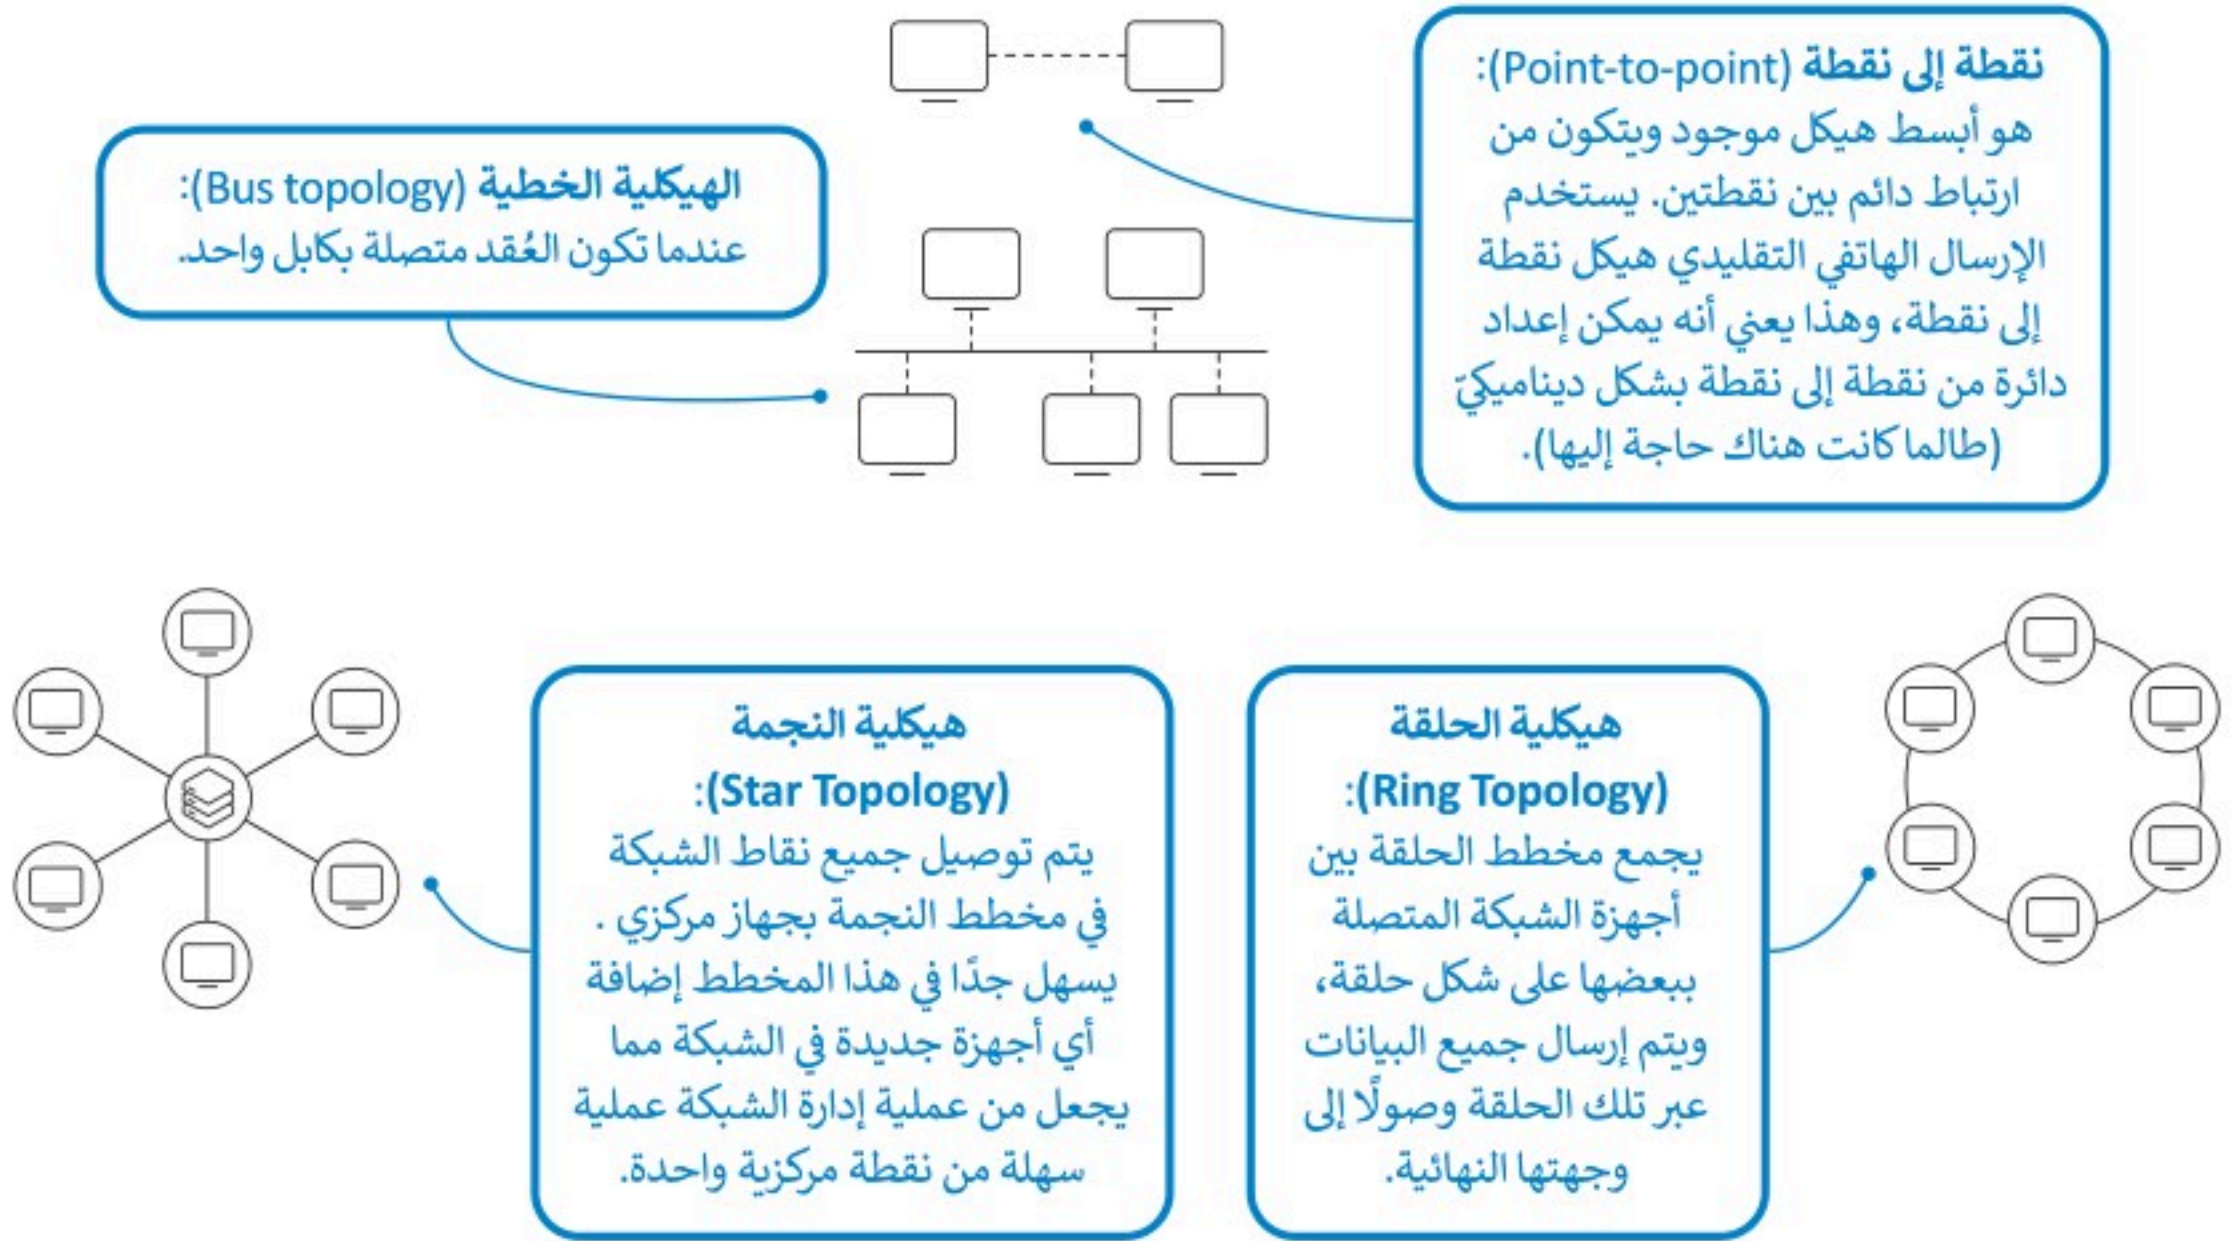 نقطة إلى نقطة (Point-to-point):
هو أبسط هيكل موجود ويتكون من
ارتباط دائم بين نقطتين. يستخدم
الإرسال الهاتفي التقليدي هيكل نقطة
إلى نقطة، وهذا يعني أنه يمكن إعداد
دائرة من نقطة إلى نقطة بشكل ديناميكيّ
(طالما كانت هناك حاجة إليها).
الهيكلية الخطية (Bus topology):
عندما تكون العُقد متصلة بكابل واحد.
هيكلية الحلقة
(Ring Topology):
يجمع مخطط الحلقة بين
أجهزة الشبكة المتصلة
ببعضها على شكل حلقة،
ويتم إرسال جميع البيانات
عبر تلك الحلقة وصولًا إلى
وجهتها النهائية.
هيكلية النجمة
(Star Topology):
يتم توصيل جميع نقاط الشبكة
في مخطط النجمة بجهاز مركزي .
يسهل جدًا في هذا المخطط إضافة
أي أجهزة جديدة في الشبكة مما
يجعل من عملية إدارة الشبكة عملية
سهلة من نقطة مركزية واحدة.